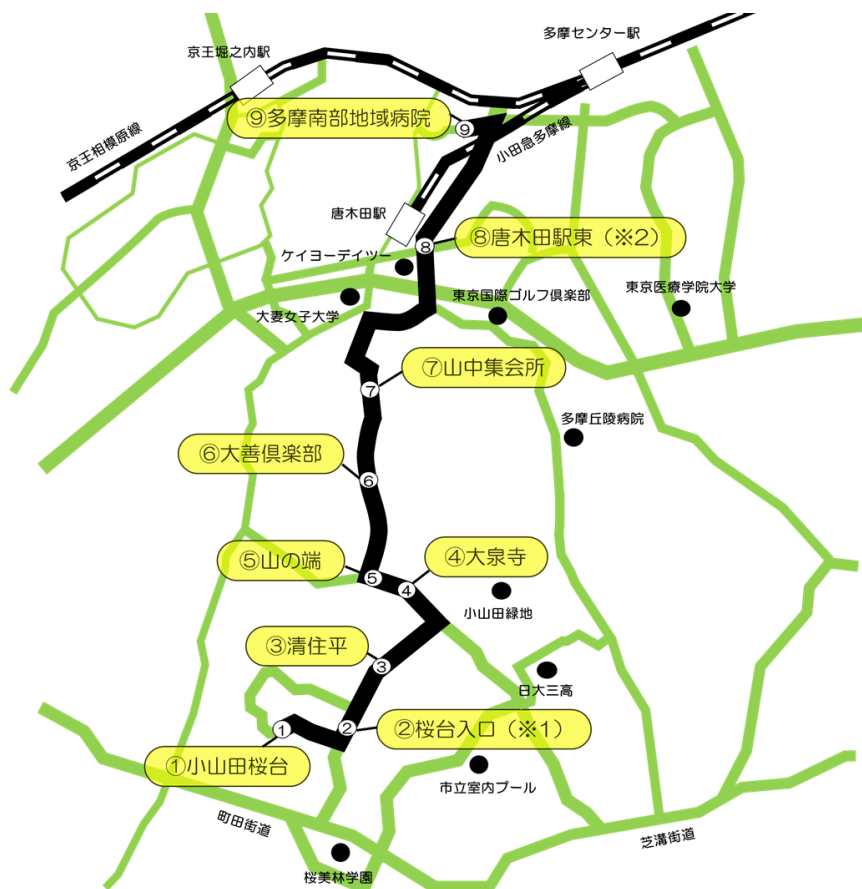 多摩センター駅
京王堀之内駅
⑨多摩南部地域病院
⑨
京王相模原線
小田急多摩線
唐木田駅
⑧
⑧唐木田駅東（※2）
ケイヨーデイツー
東京国際ゴルフ倶楽部
東京医療学院大学
大妻女子大学
⑦山中集会所
⑦
多摩丘陵病院
⑥大善倶楽部
⑥
⑤山の端
⑤
④大泉寺
④
小山田緑地
③清住平
③
日大三高
①
②
②桜台入口（※1）
①小山田桜台
市立室内プール
町田街道
芝溝街道
桜美林学園